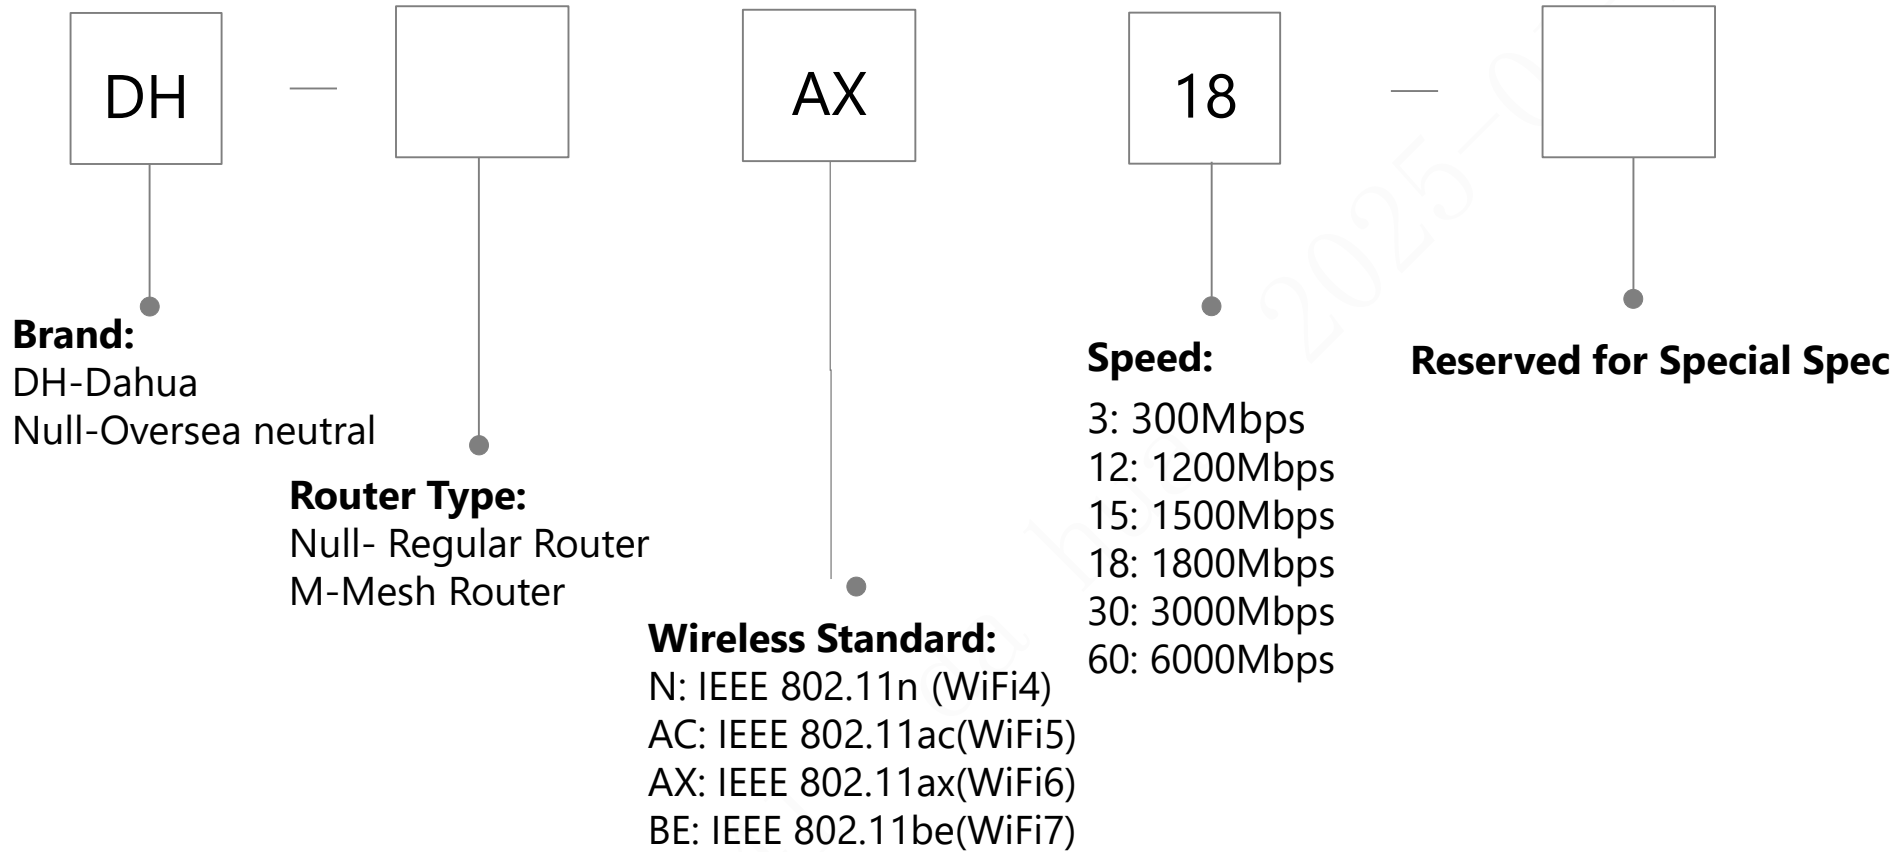 DH — AX 18 —
Brand:
DH-Dahua
Null-Oversea neutral
Router Type:
Null- Regular Router
M-Mesh Router
Wireless Standard:
N: IEEE 802.11n (WiFi4)
AC: IEEE 802.11ac(WiFi5)
AX: IEEE 802.11ax(WiFi6)
BE: IEEE 802.11be(WiFi7)
Speed:
3: 300Mbps
12: 1200Mbps
15: 1500Mbps
18: 1800Mbps
30: 3000Mbps
60: 6000Mbps
Reserved for Special Spec